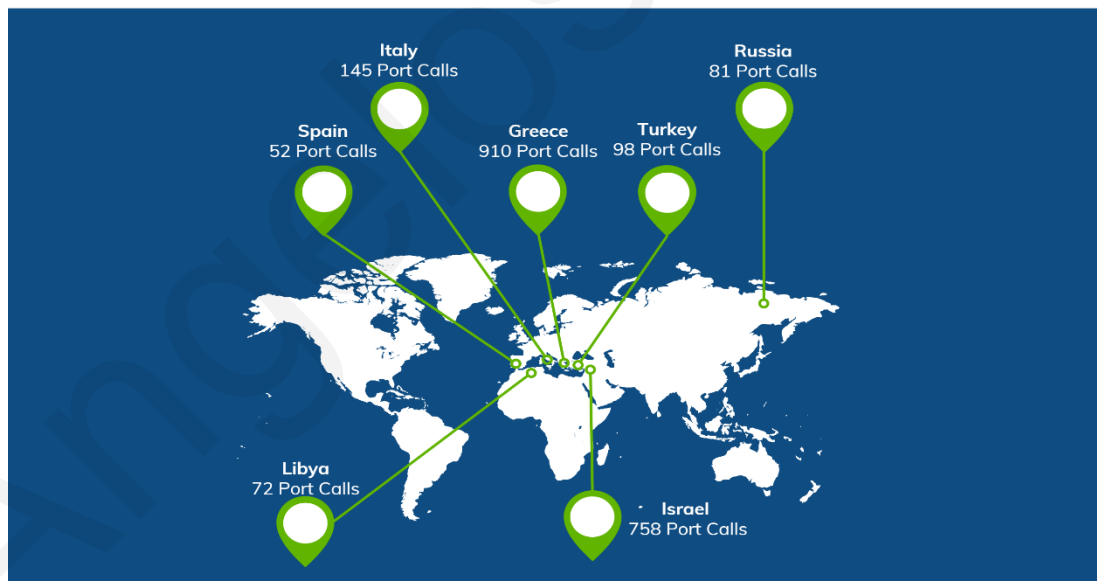 Italy
145 Port Calls
Russia
81 Port Calls
Spain
52 Port Calls
Greece
910 Port Calls
Turkey
98 Port Calls
Libya
72 Port Calls
Israel
758 Port Calls